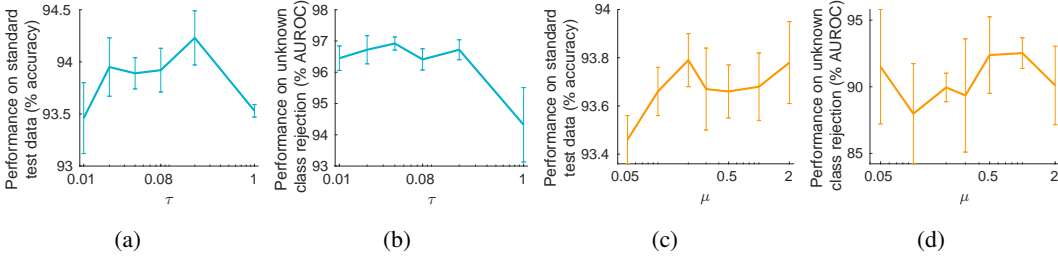 Performance on standard
test data (% accuracy)
94.5
94
93.5
93
0.01
0.08
1
τ
(a)
Performance on unknown
class rejection (% AUROC)
98
97
96
95
94
93
0.01
0.08
1
τ
(b)
Performance on standard
test data (% accuracy)
93.8
93.6
93.4
0.05
0.5
2
μ
(c)
Performance on unknown
class rejection (% AUROC)
95
90
85
0.05
0.5
2
μ
(d)